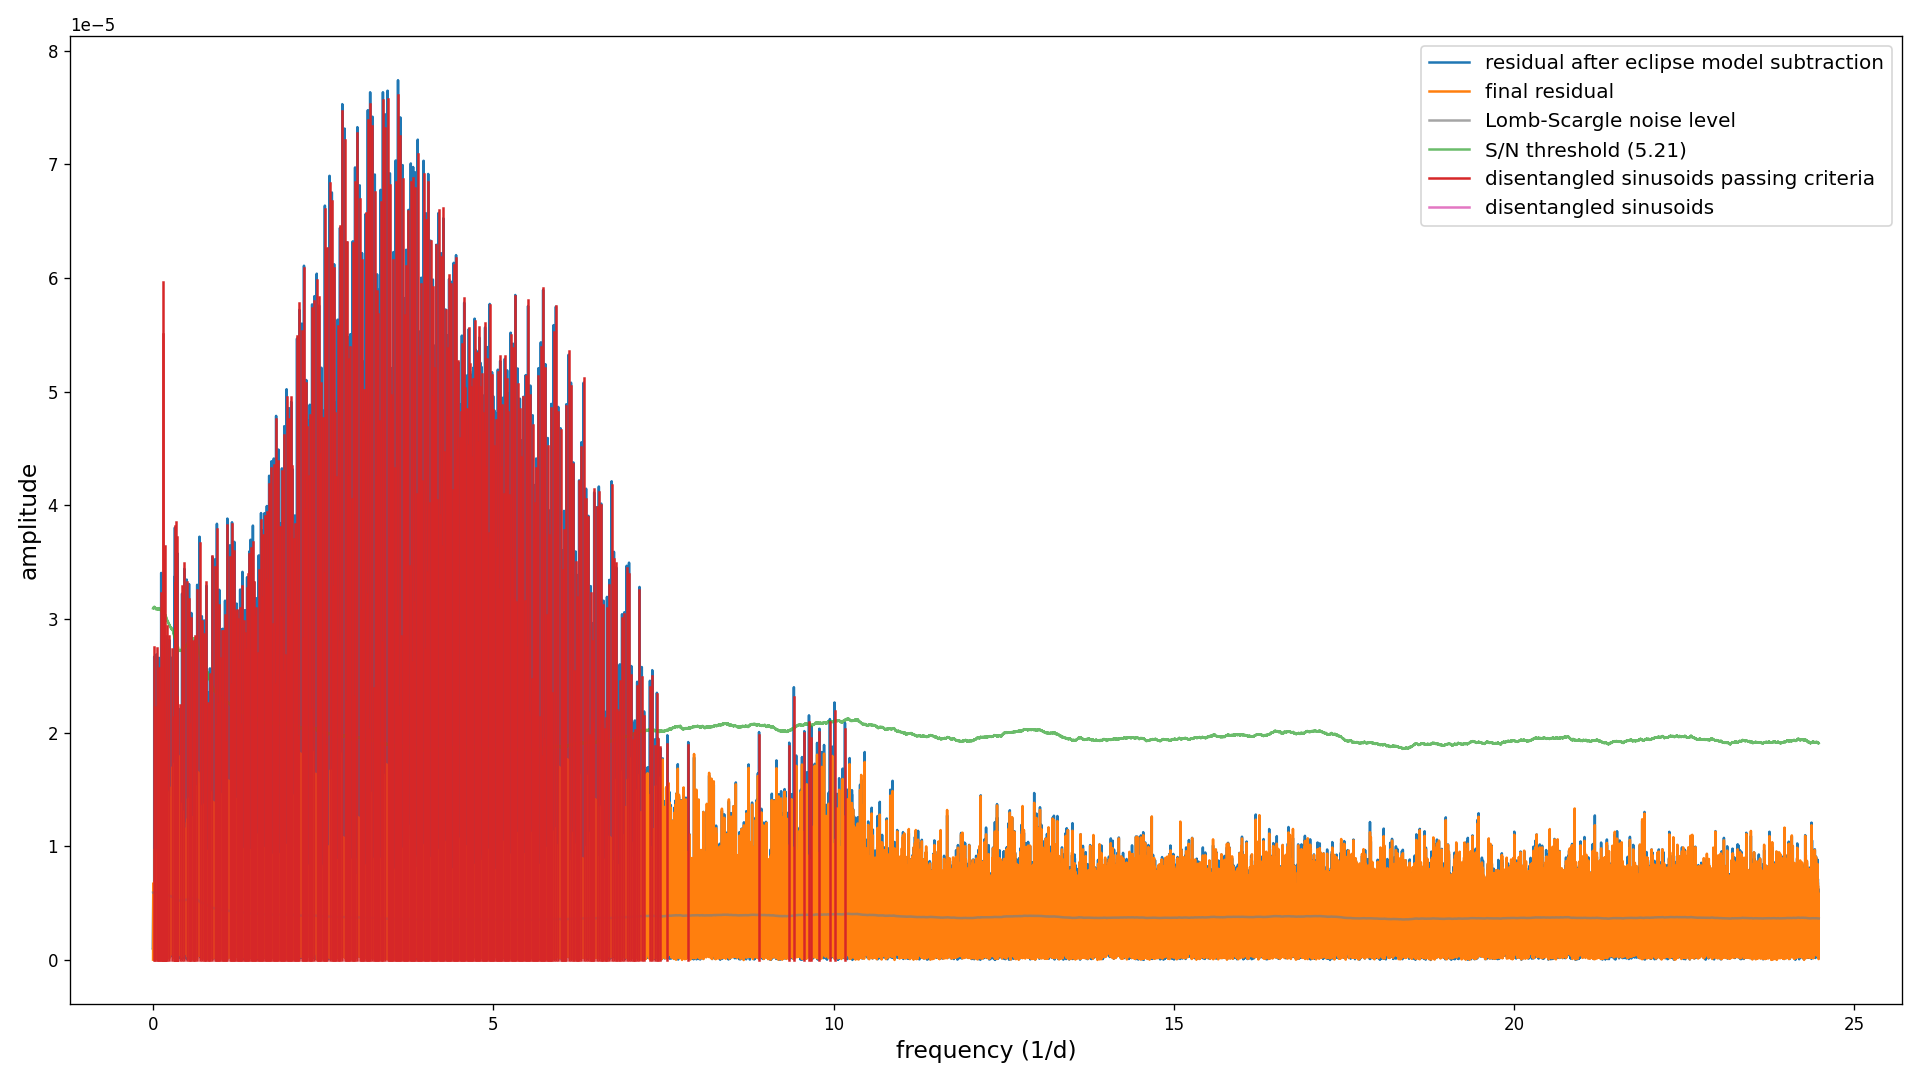 1e−5
8
7
6
5
4
3
2
1
0
amplitude
residual after eclipse model subtraction
final residual
Lomb-Scargle noise level
S/N threshold (5.21)
disentangled sinusoids passing criteria
disentangled sinusoids
0 5 10 15 20 25
frequency (1/d)